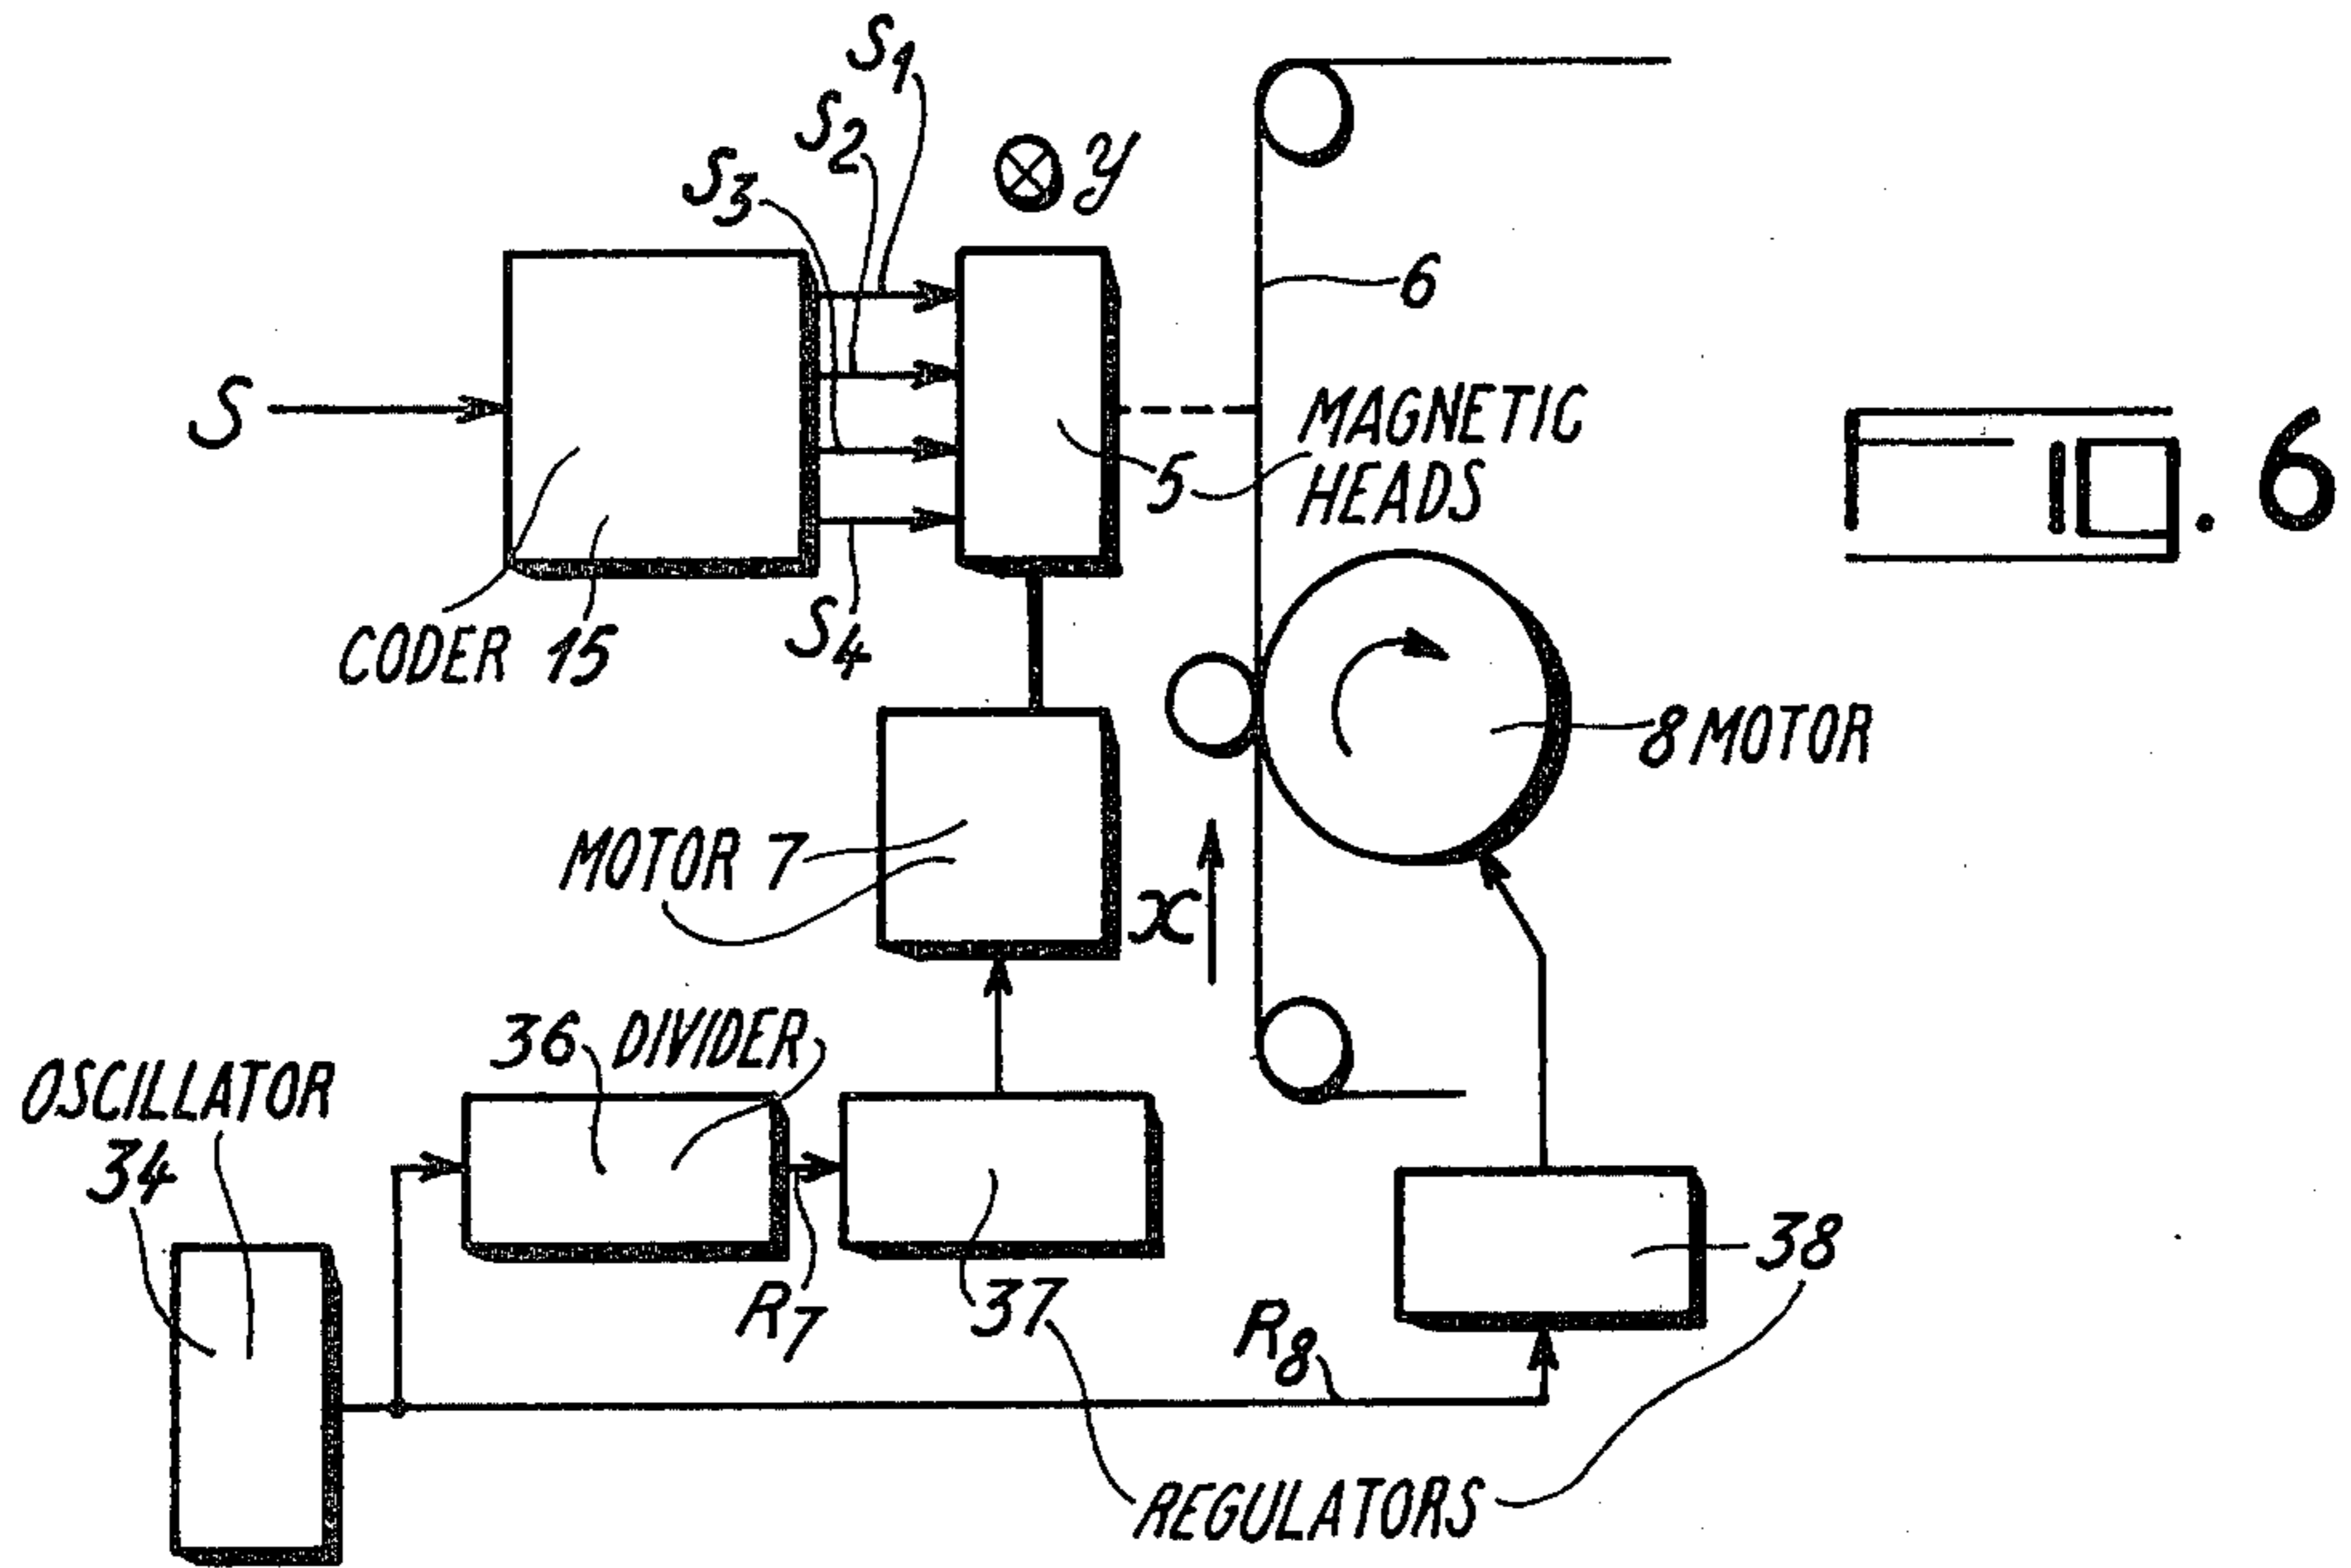 S1
S2
S3
y
6
S
MAGNETIC
HEADS
5
FIG. 6
S4
CODER 15
8 MOTOR
MOTOR 7
x
36 DIVIDER
OSCILLATOR
34
38
R7
37
R8
REGULATORS